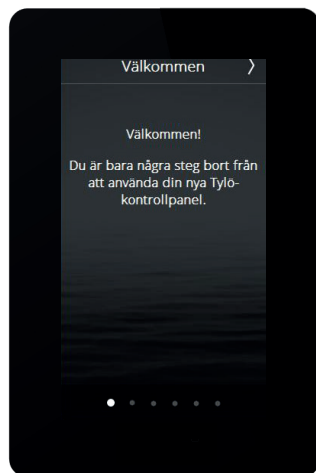 Välkommen 〉
Välkommen!
Du är bara några steg bort från
att använda din nya Tylö-
kontrollpanel.